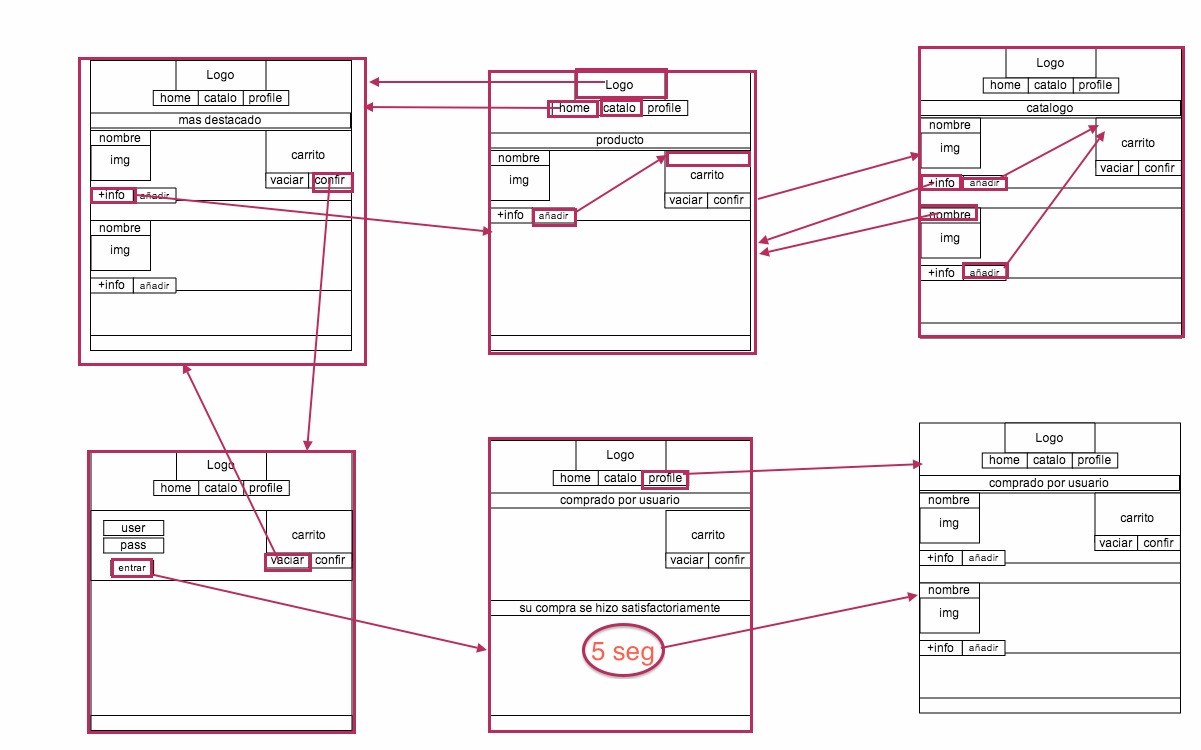 Logo
home catalo profile
mas destacado
nombre
img
carrito
vaciar confir
+info añadir
nombre
img
+info añadir
Logo
home catalo profile
producto
nombre
img
carrito
vaciar confir
+info añadir
Logo
home catalo profile
catalogo
nombre
img
carrito
vaciar confir
+info añadir
nombre
img
+info añadir
Logo
home catalo profile
user
pass
entrar
carrito
vaciar confir
Logo
home catalo profile
comprado por usuario
carrito
vaciar confir
su compra se hizo satisfactoriamente
5 seg
Logo
home catalo profile
comprado por usuario
nombre
img
carrito
vaciar confir
+info añadir
nombre
img
+info añadir